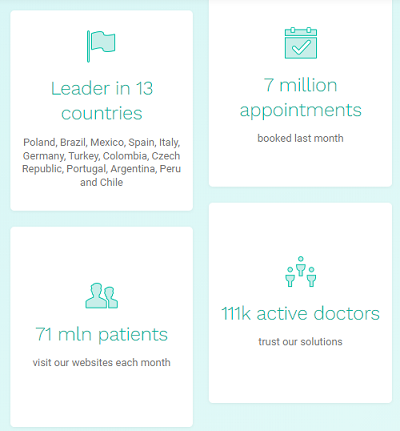 Leader in 13
countries
Poland, Brazil, Mexico, Spain, Italy,
Germany, Turkey, Colombia, Czech
Republic, Portugal, Argentina, Peru
and Chile
7 million
appointments
booked last month
71 mln patients
visit our websites each month
111k active doctors
trust our solutions